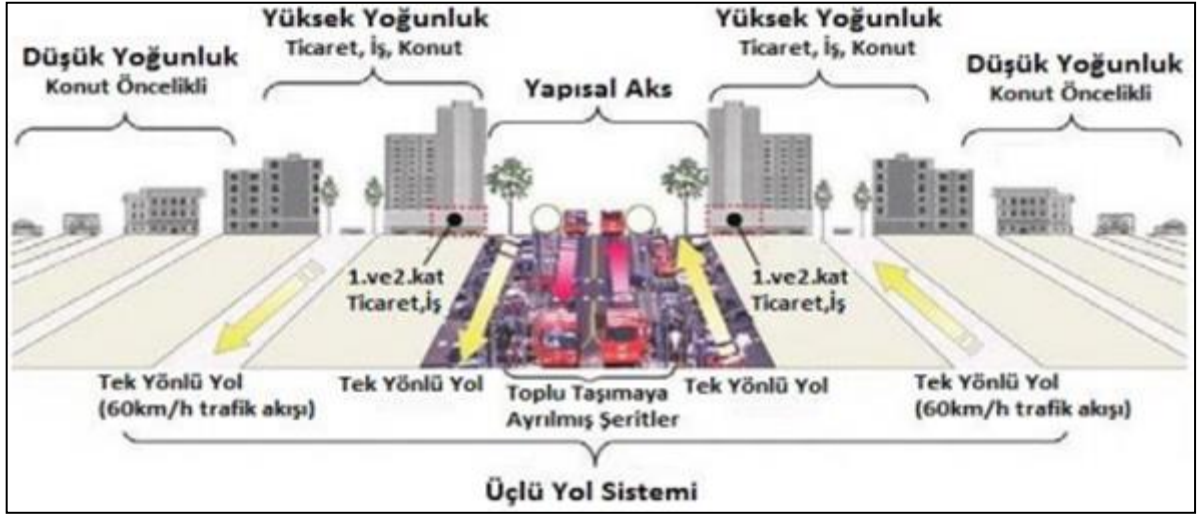 Yüksek Yoğunluk
Ticaret, İş, Konut
Yüksek Yoğunluk
Ticaret, İş, Konut
Düşük Yoğunluk
Konut Öncelikli
Yapısal Aks
Düşük Yoğunluk
Konut Öncelikli
1.ve2.kat
Ticaret,İş
1.ve2.kat
Ticaret,İş
Tek Yönlü Yol
(60km/h trafik akışı)
Tek Yönlü Yol
Toplu Taşımaya
Ayrılmış Şeritler
Tek Yönlü Yol
Tek Yönlü Yol
(60km/h trafik akışı)
Üçlü Yol Sistemi